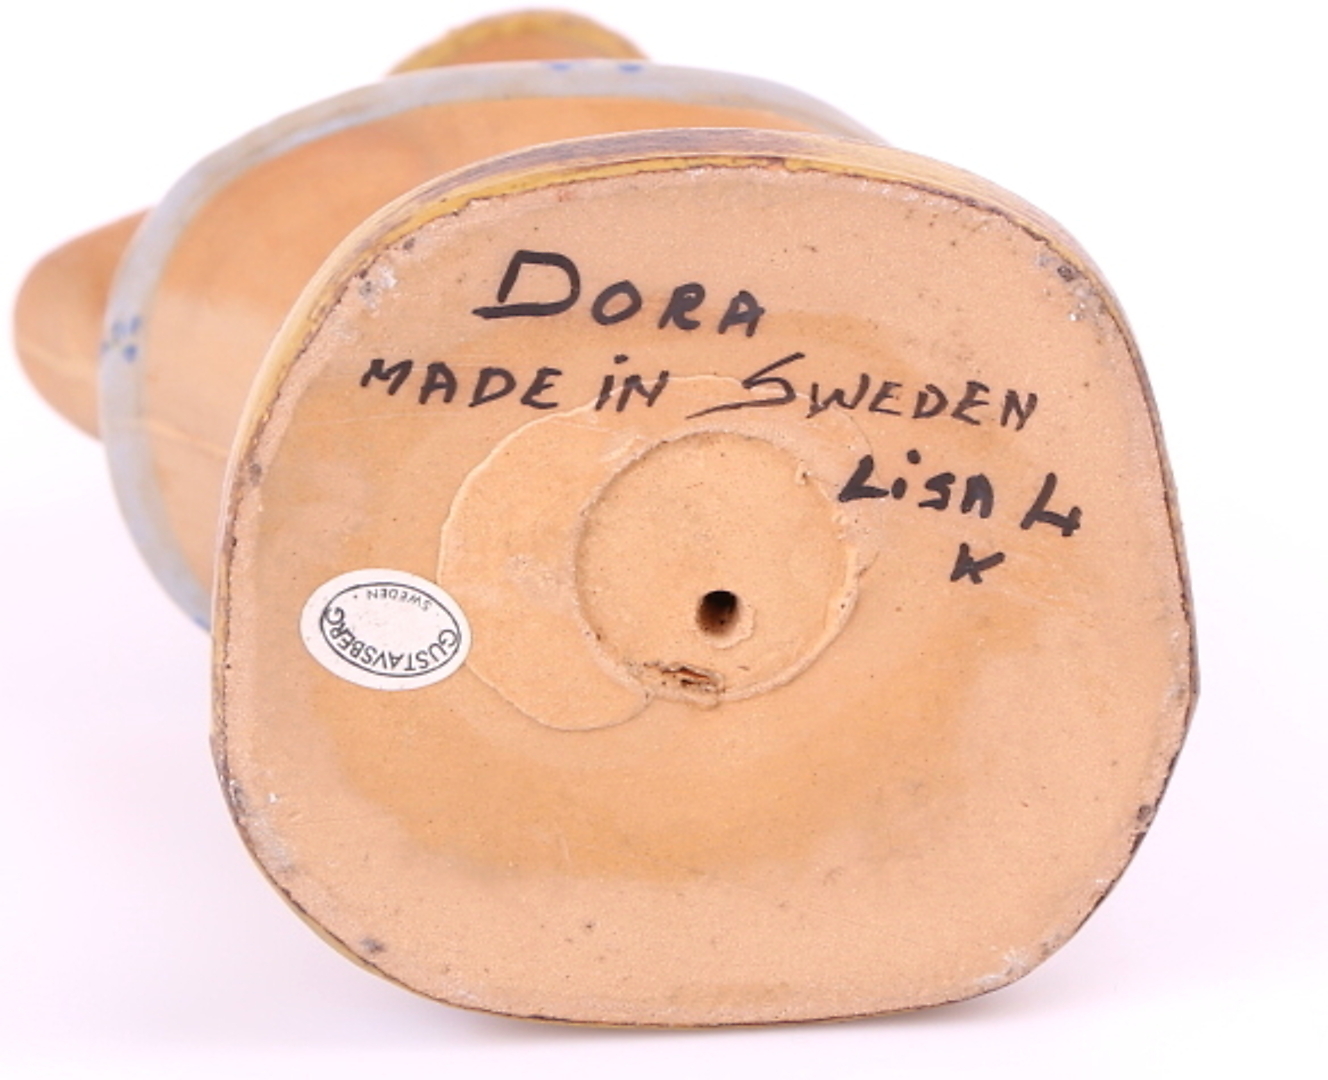 DORA
MADE iN SWEDEN
LiSA L
K
GUSTAVSBERG
· SWEDEN ·